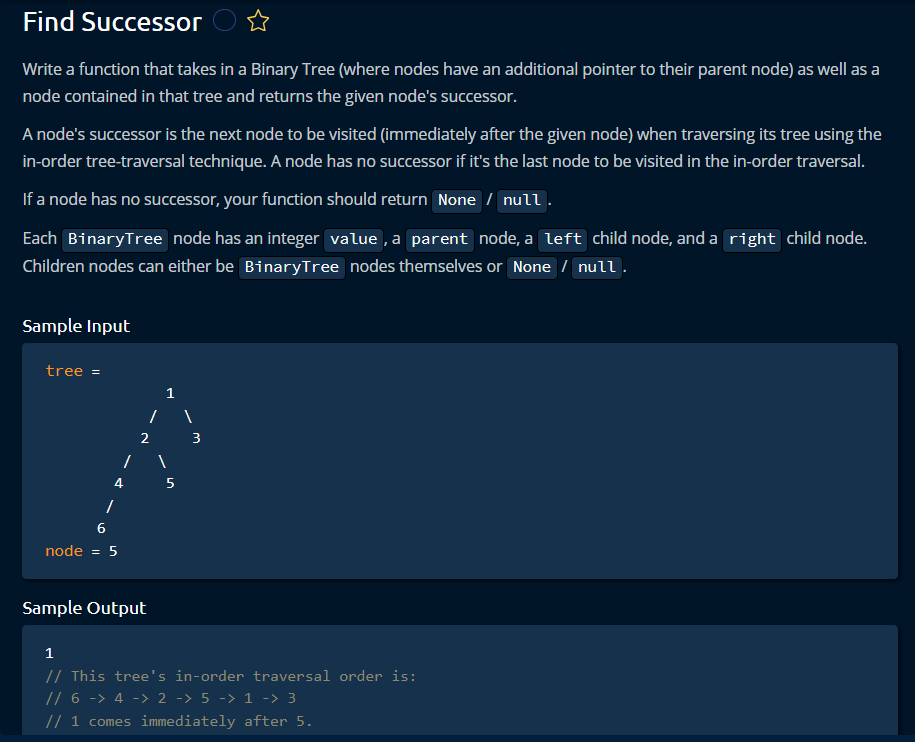 Find Successor
Write a function that takes in a Binary Tree (where nodes have an additional pointer to their parent node) as well as a
node contained in that tree and returns the given node's successor.
A node's successor is the next node to be visited (immediately after the given node) when traversing its tree using the
in-order tree-traversal technique. A node has no successor if it's the last node to be visited in the in-order traversal.
If a node has no successor, your function should return None / null.
Each BinaryTree node has an integer value, a parent node, a left child node, and a right child node.
Children nodes can either be BinaryTree nodes themselves or None / null.
Sample Input
tree =
              1
            /   \
           2     3
         /   \
        4     5
       /
      6
node = 5
Sample Output
1
// This tree's in-order traversal order is:
// 6 -> 4 -> 2 -> 5 -> 1 -> 3
// 1 comes immediately after 5.